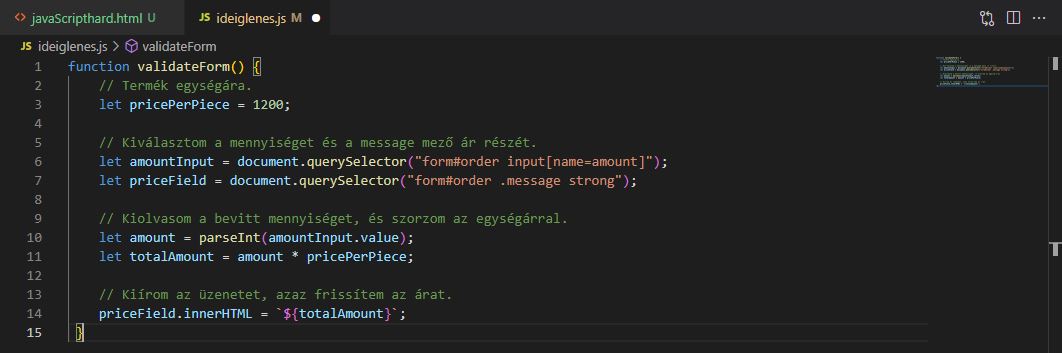 javaScripthard.html U
JS ideiglenes.js M
JS ideiglenes.js > validateForm
1 function validateForm() {
2 // Termék egységára.
3 let pricePerPiece = 1200;
4
5 // Kiválasztom a mennyiséget és a message mező ár részét.
6 let amountInput = document.querySelector("form#order input[name=amount]");
7 let priceField = document.querySelector("form#order .message strong");
8
9 // Kiolvasom a bevitt mennyiséget, és szorzom az egységárral.
10 let amount = parseInt(amountInput.value);
11 let totalAmount = amount * pricePerPiece;
12
13 // Kiírom az üzenetet, azaz frissítem az árat.
14 priceField.innerHTML = `${totalAmount}`;
15 }